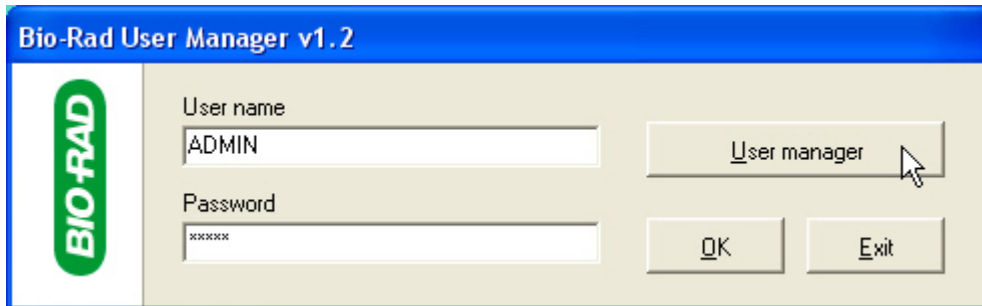 Bio-Rad User Manager v1.2
BIO-RAD
User name
ADMIN
User manager
Password
*****
OK
Exit